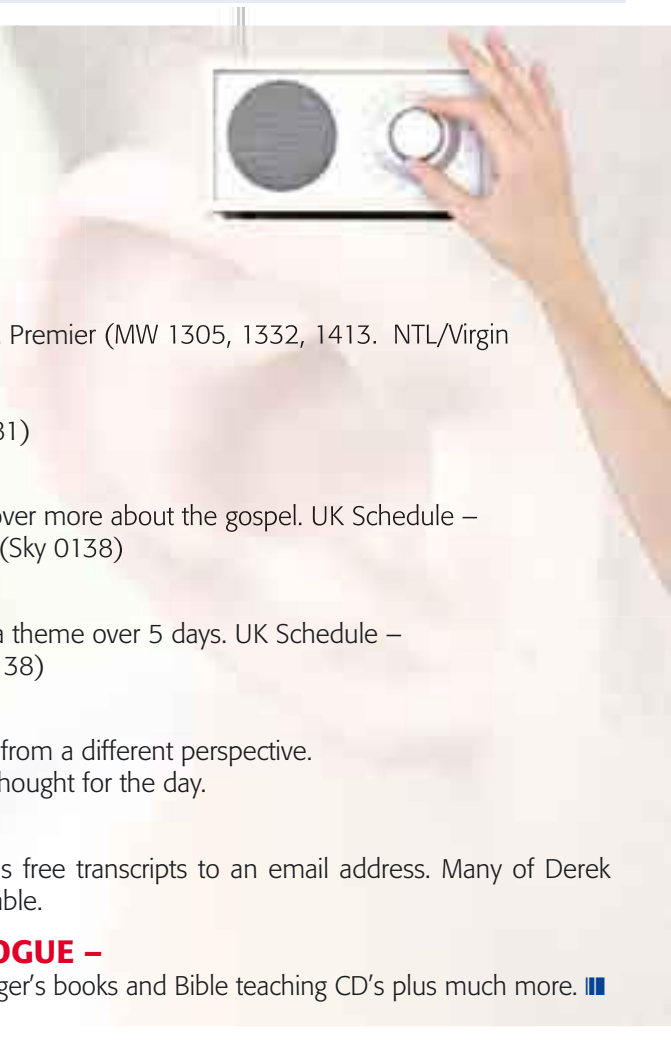 Premier (MW 1305, 1332, 1413. NTL/Virgin
31)
over more about the gospel. UK Schedule –
(Sky 0138)
a theme over 5 days. UK Schedule –
138)
from a different perspective.
hought for the day.
s free transcripts to an email address. Many of Derek
ble.
OGUE –
ger's books and Bible teaching CD's plus much more.